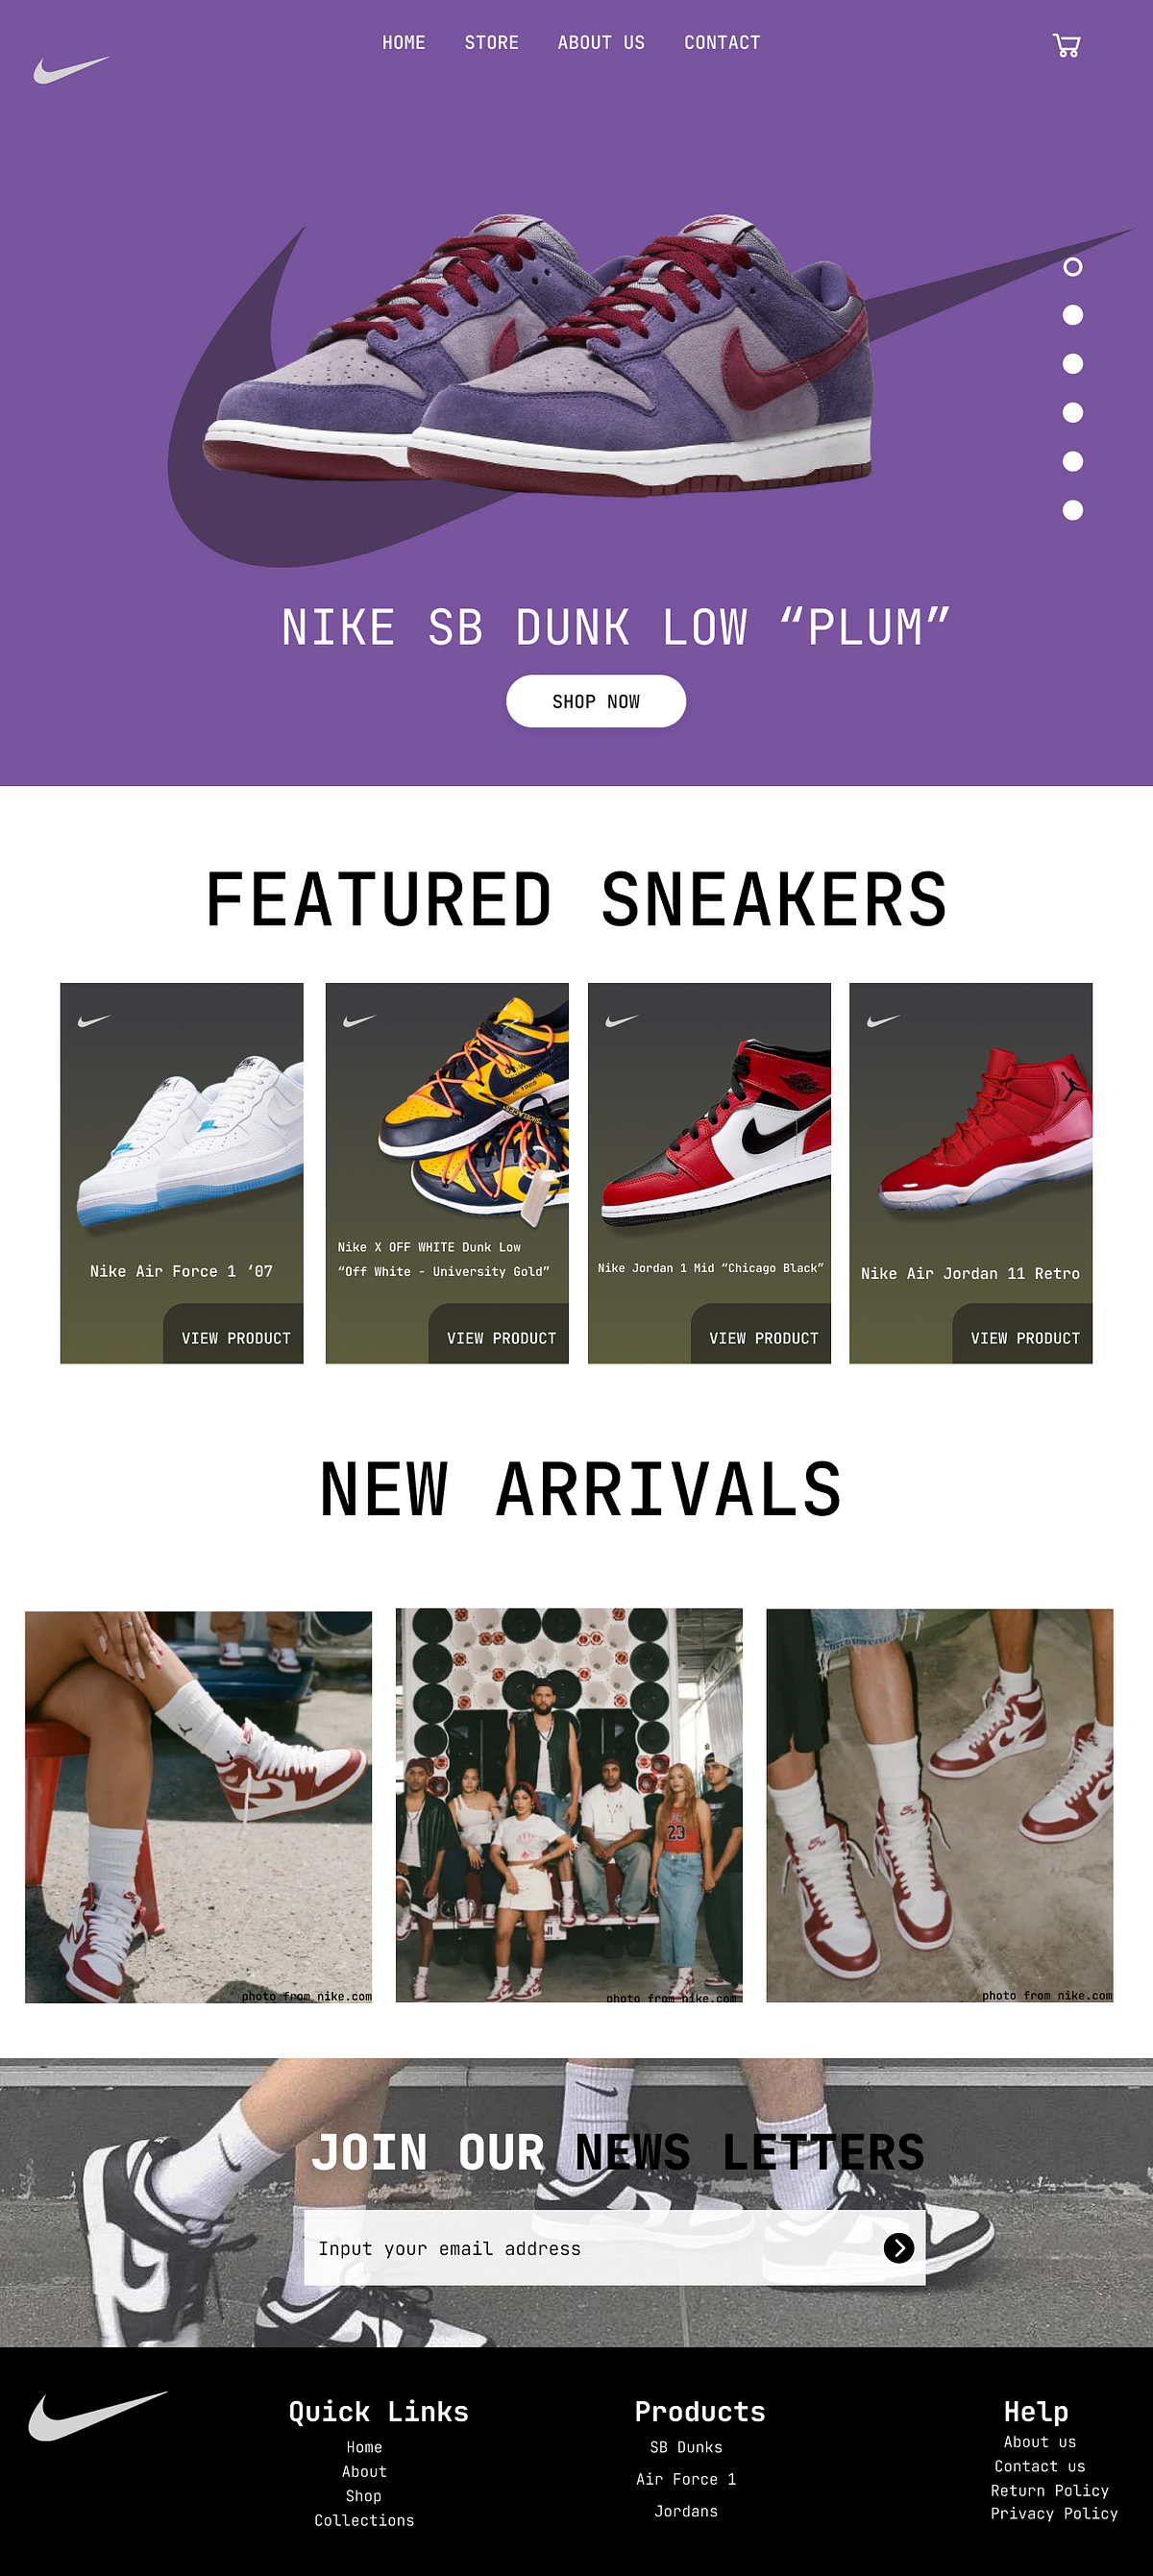 HOME STORE ABOUT US CONTACT
NIKE SB DUNK LOW “PLUM”
SHOP NOW
FEATURED SNEAKERS
Nike Air Force 1 ‘07
VIEW PRODUCT
Nike X OFF WHITE Dunk Low
“Off White - University Gold”
VIEW PRODUCT
Nike Jordan 1 Mid “Chicago Black”
VIEW PRODUCT
Nike Air Jordan 11 Retro
VIEW PRODUCT
NEW ARRIVALS
23
photo from nike.com
photo from nike.com
photo from nike.com
JOIN OUR NEWS LETTERS
Input your email address
Quick Links
Home
About
Shop
Collections
Products
SB Dunks
Air Force 1
Jordans
Help
About us
Contact us
Return Policy
Privacy Policy